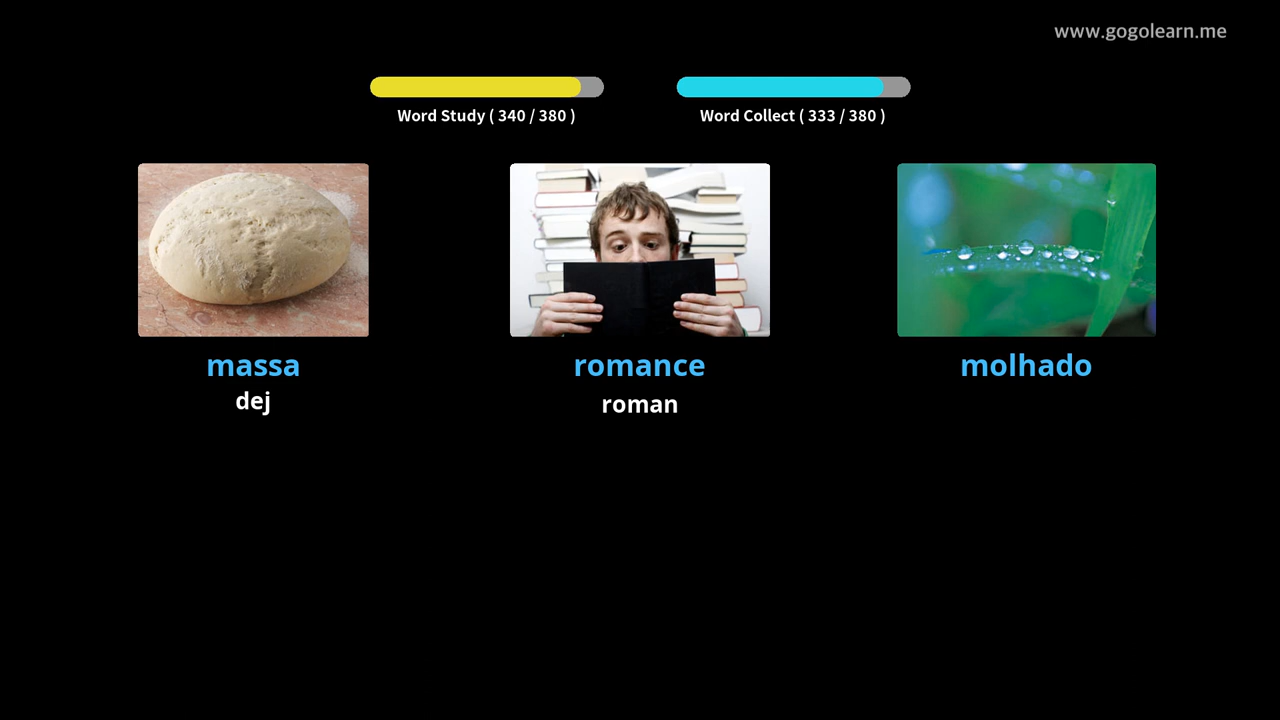 www.gogolearn.me
Word Study ( 340 / 380 )
Word Collect ( 333 / 380 )
massa
romance
molhado
dej
roman